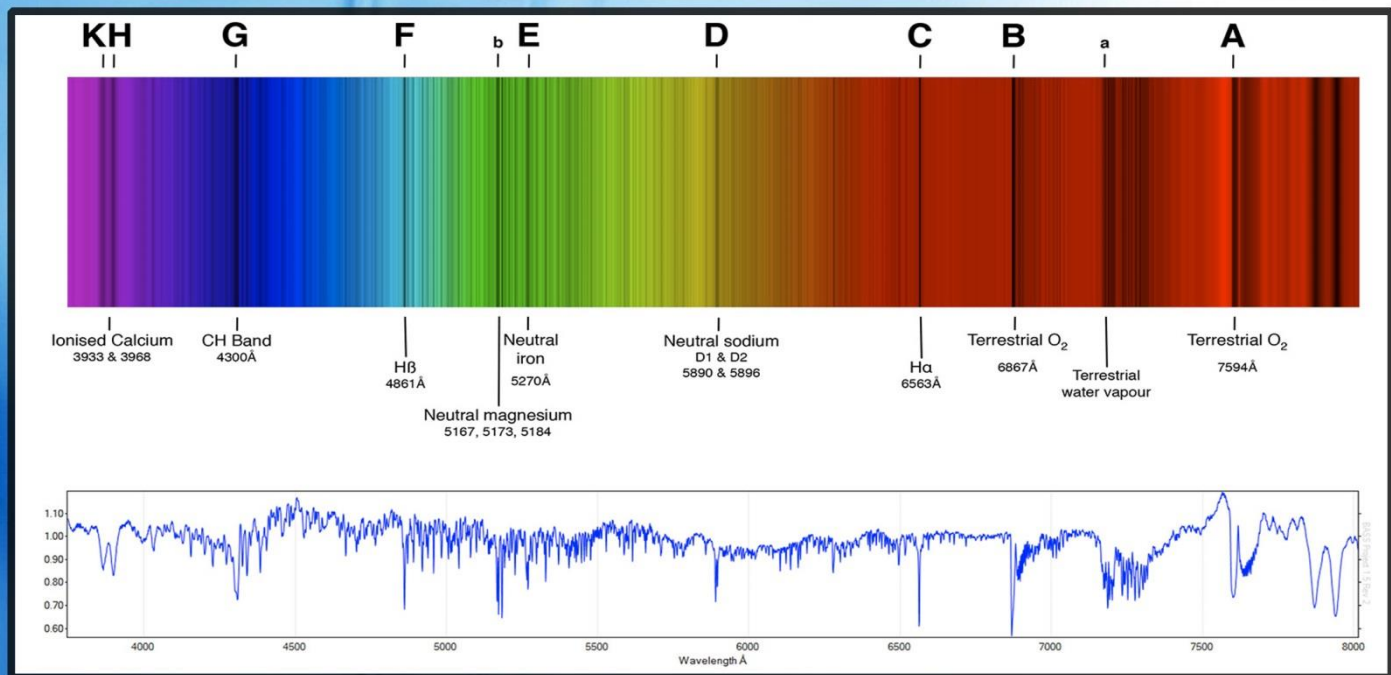 K H G F b E D C B a A
Ionised Calcium
3933 & 3968
CH Band
4300Å
Hß
4861Å
Neutral magnesium
5167, 5173, 5184
Neutral
iron
5270Å
Neutral sodium
D1 & D2
5890 & 5896
Hα
6563Å
Terrestrial O₂
6867Å
Terrestrial
water vapour
Terrestrial O₂
7594Å
1.10
1.00
0.90
0.80
0.70
0.60
4000 4500 5000 5500 6000 6500 7000 7500 8000
Wavelength Å